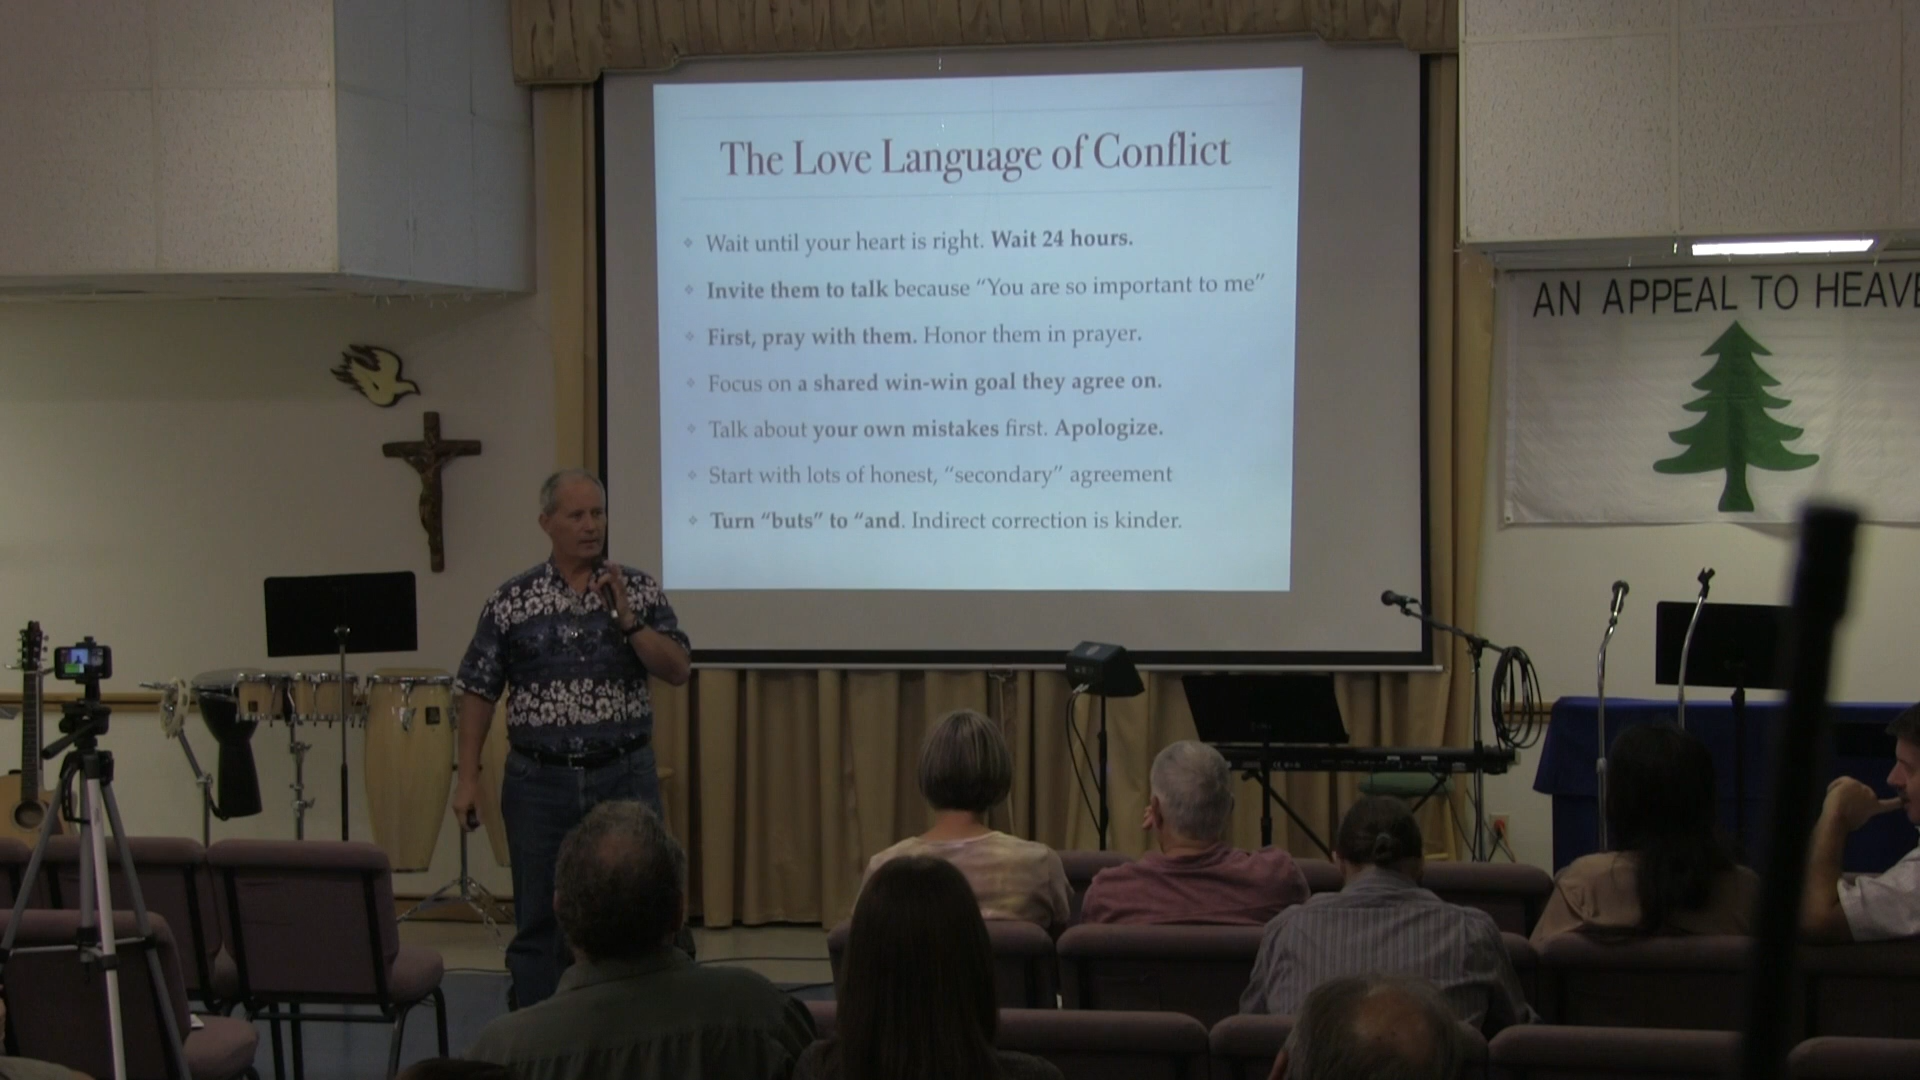 The Love Language of Conflict
Wait until your heart is right. Wait 24 hours.
Invite them to talk because “You are so important to me”
First, pray with them. Honor them in prayer.
Focus on a shared win-win goal they agree on.
Talk about your own mistakes first. Apologize.
Start with lots of honest, “secondary” agreement
Turn “buts” to “and. Indirect correction is kinder.
AN APPEAL TO HEAVE